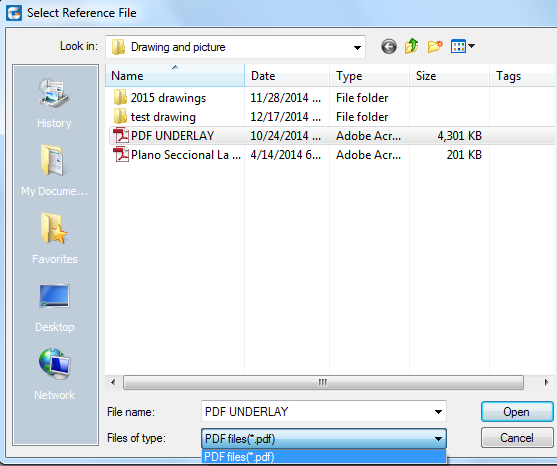 Select Reference File
Look in: Drawing and picture
Name Date Type Size Tags
2015 drawings 11/28/2014 ... File folder
test drawing 12/17/2014 ... File folder
PDF UNDERLAY 10/24/2014 ... Adobe Acr... 4,301 KB
Plano Seccional La ... 4/14/2014 6... Adobe Acr... 201 KB
History
My Docume...
Favorites
Desktop
Network
File name: PDF UNDERLAY Open
Files of type: PDF files(*.pdf) Cancel
PDF files(*.pdf)